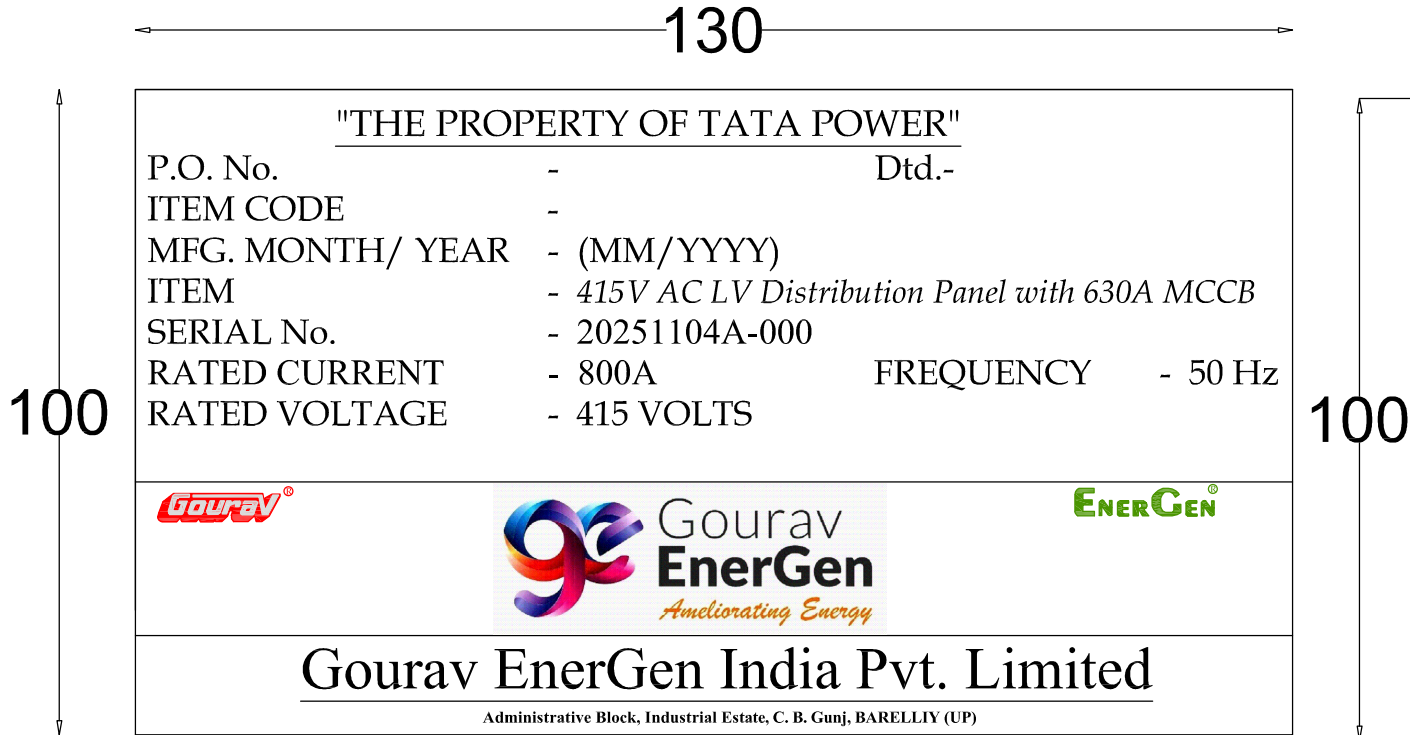 130
"THE PROPERTY OF TATA POWER"
P.O. No. - Dtd.-
ITEM CODE -
MFG. MONTH/ YEAR - (MM/YYYY)
ITEM - 415V AC LV Distribution Panel with 630A MCCB
SERIAL No. - 20251104A-000
RATED CURRENT - 800A FREQUENCY - 50 Hz
100 RATED VOLTAGE - 415 VOLTS 100
Gourav® ENERGEN®
Gourav
EnerGen
Ameliorating Energy
Gourav EnerGen India Pvt. Limited
Administrative Block, Industrial Estate, C. B. Gunj, BARELLIY (UP)